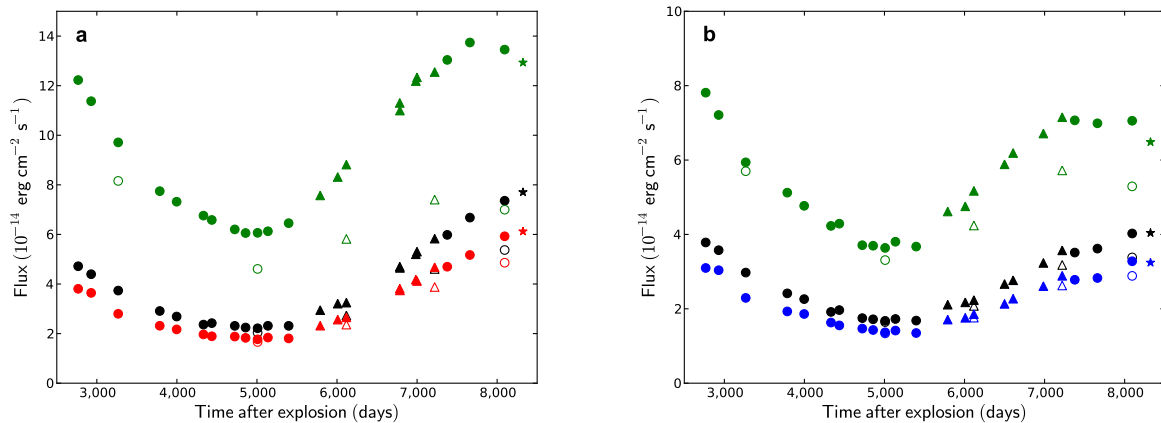 a
14
12
10
8
6
4
2
0
3,000 4,000 5,000 6,000 7,000 8,000
Time after explosion (days)
Flux (10⁻¹⁴ erg cm⁻² s⁻¹)
b
10
8
6
4
2
0
3,000 4,000 5,000 6,000 7,000 8,000
Time after explosion (days)
Flux (10⁻¹⁴ erg cm⁻² s⁻¹)